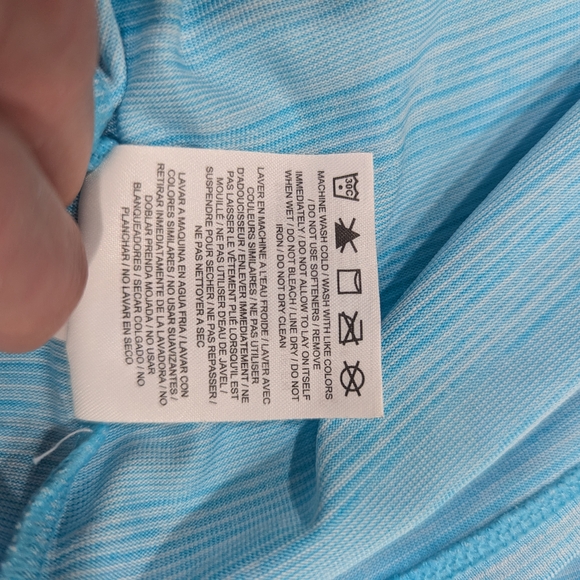 30C
MACHINE WASH COLD / WASH WITH LIKE COLORS
/ DO NOT USE SOFTENERS / REMOVE
IMMEDIATELY / DO NOT ALLOW TO LAY ON ITSELF
WHEN WET / DO NOT BLEACH / LINE DRY / DO NOT
IRON / DO NOT DRY CLEAN
LAVER EN MACHINE A L'EAU FROIDE / LAVER AVEC
COULEURS SIMILAIRES / NE PAS UTILISER
D'ADOUCISSEUR / ENLEVER IMMEDIATEMENT / NE
PAS LAISSER LE VÊTEMENT PLIÉ LORSQU'IL EST
MOUILLÉ / NE PAS UTILISER D'EAU DE JAVEL /
SUSPENDRE POUR SECHER / NE PAS REPASSER /
NE PAS NETTOYER A SEC
LAVAR A MAQUINA EN AGUA FRIA / LAVAR CON
COLORES SIMILARES / NO USAR SUAVIZANTES /
RETIRAR INMEDIATAMENTE DE LA LAVADORA / NO
DOBLAR PRENDA MOJADA / NO USAR
BLANQUEADORES / SECAR COLGADO / NO
PLANCHAR / NO LAVAR EN SECO